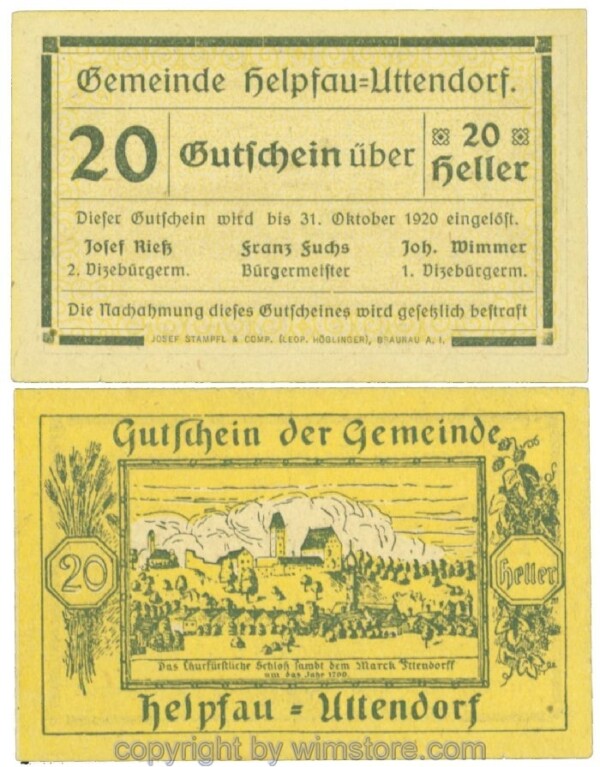 Gemeinde Helpfau=Uttendorf.
20 Gutschein über 20 Heller
Dieser Gutschein wird bis 31. Oktober 1920 eingelöst.
Josef Rieß Franz Fuchs Joh. Wimmer
2. Vizebürgerm. Bürgermeister 1. Vizebürgerm.
Die Nachahmung dieses Gutscheines wird gesetzlich bestraft
JOSEF STAMPFL & COMP. (LEOP. HÖGLINGER), BRAUNAU A. I.
Gutschein der Gemeinde
20 Heller
Das Churfürstliche Schloß sambt dem Marck Yttendorff
um das Jahr 1700.
Helpfau = Uttendorf
copyright by wimstore.com